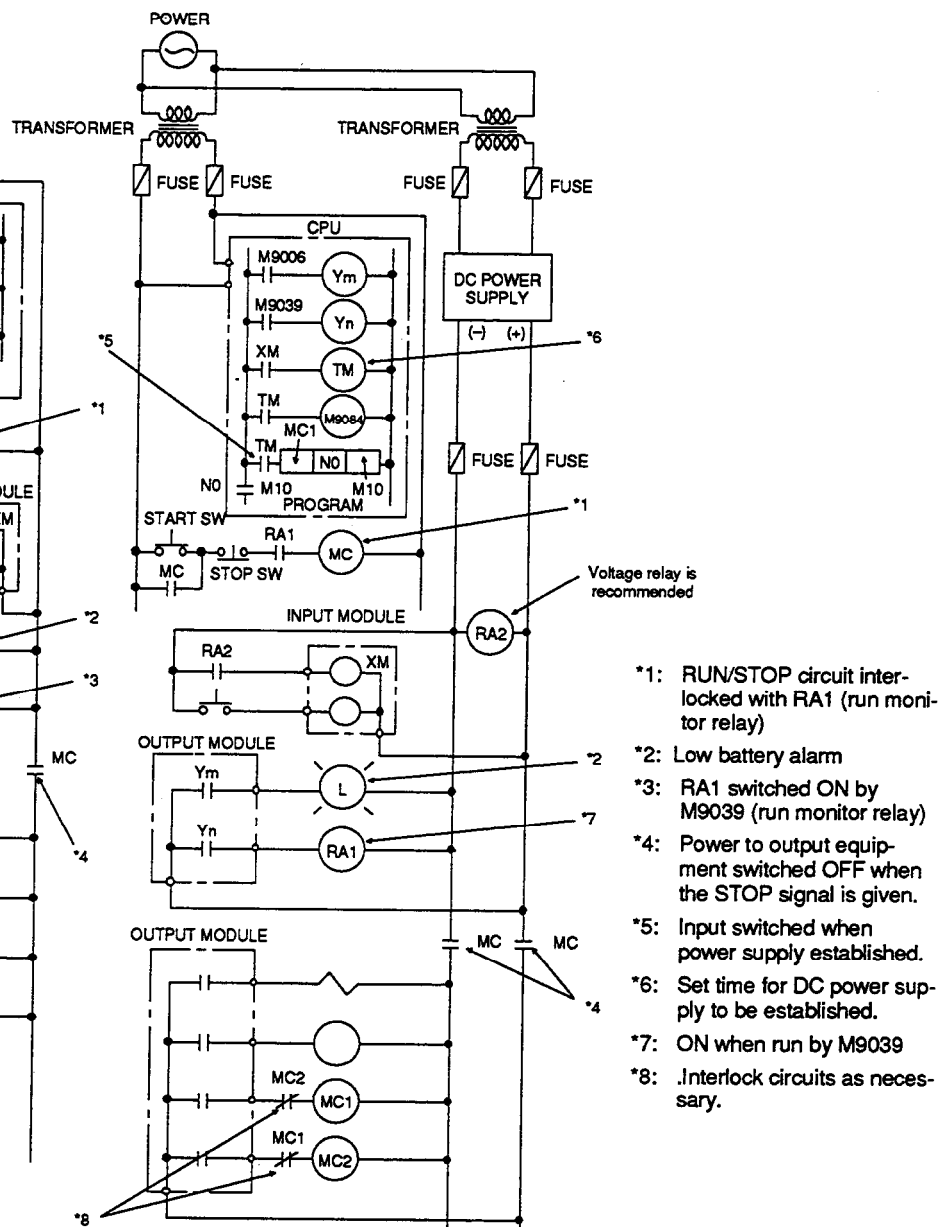 POWER
TRANSFORMER
TRANSFORMER
FUSE
FUSE
FUSE
FUSE
CPU
M9006
Ym
DC POWER
SUPPLY
M9039
Yn
(-)
(+)
*5
XM
TM
*6
TM
M9084
*1
MC1
TM
N0
FUSE
FUSE
N0
M10
M10
PROGRAM
START SW
RA1
*1
MC
MC
STOP SW
Voltage relay is
recommended
INPUT MODULE
*2
RA2
RA2
XM
*3
OUTPUT MODULE
MC
Ym
L
*2
Yn
RA1
*7
*4
OUTPUT MODULE
MC
MC
*4
MC2
MC1
MC1
MC2
*8
*1: RUN/STOP circuit inter-
locked with RA1 (run moni-
tor relay)
*2: Low battery alarm
*3: RA1 switched ON by
M9039 (run monitor relay)
*4: Power to output equip-
ment switched OFF when
the STOP signal is given.
*5: Input switched when
power supply established.
*6: Set time for DC power sup-
ply to be established.
*7: ON when run by M9039
*8: .Interlock circuits as neces-
sary.